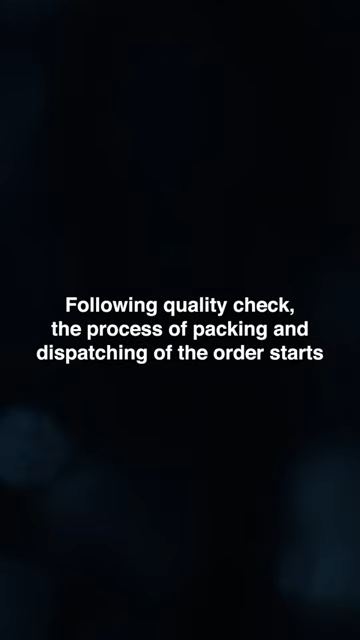 Following quality check,
the process of packing and
dispatching of the order starts